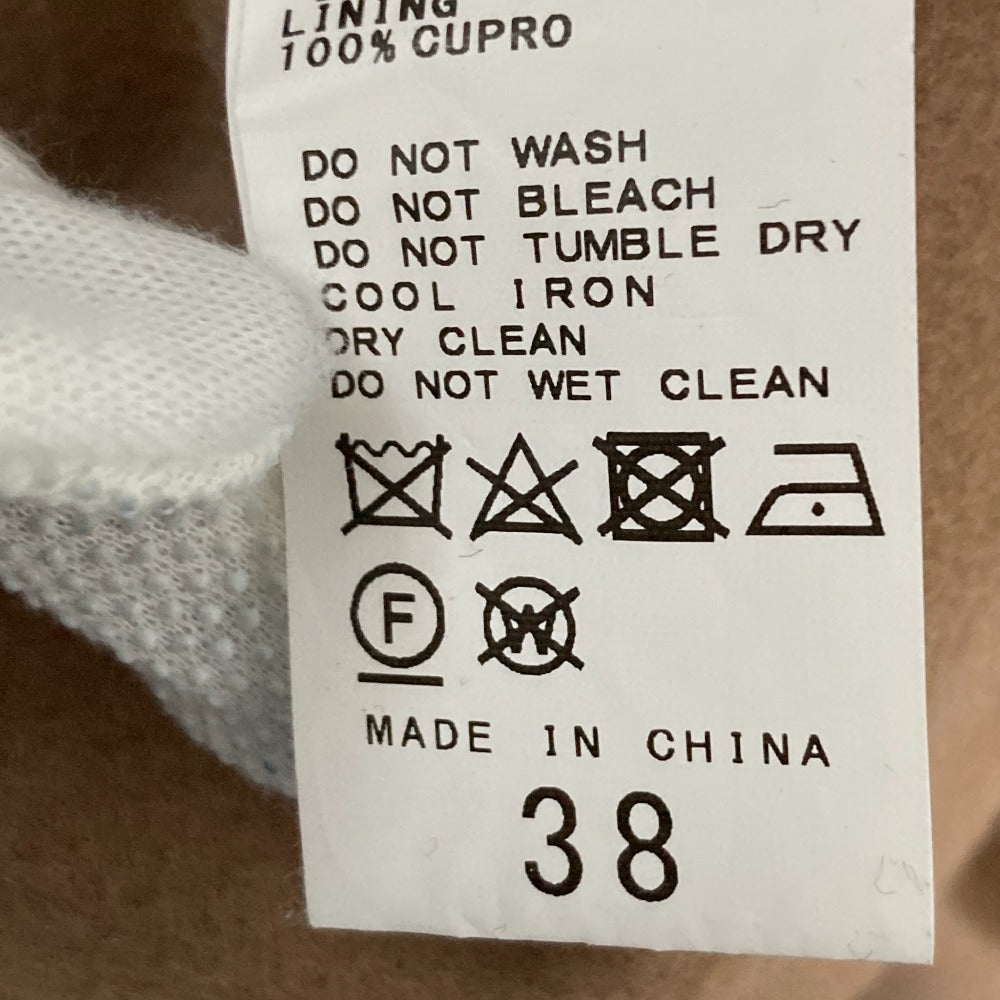 LINING
100% CUPRO
DO NOT WASH
DO NOT BLEACH
DO NOT TUMBLE DRY
COOL IRON
DRY CLEAN
DO NOT WET CLEAN
F W
MADE IN CHINA
38